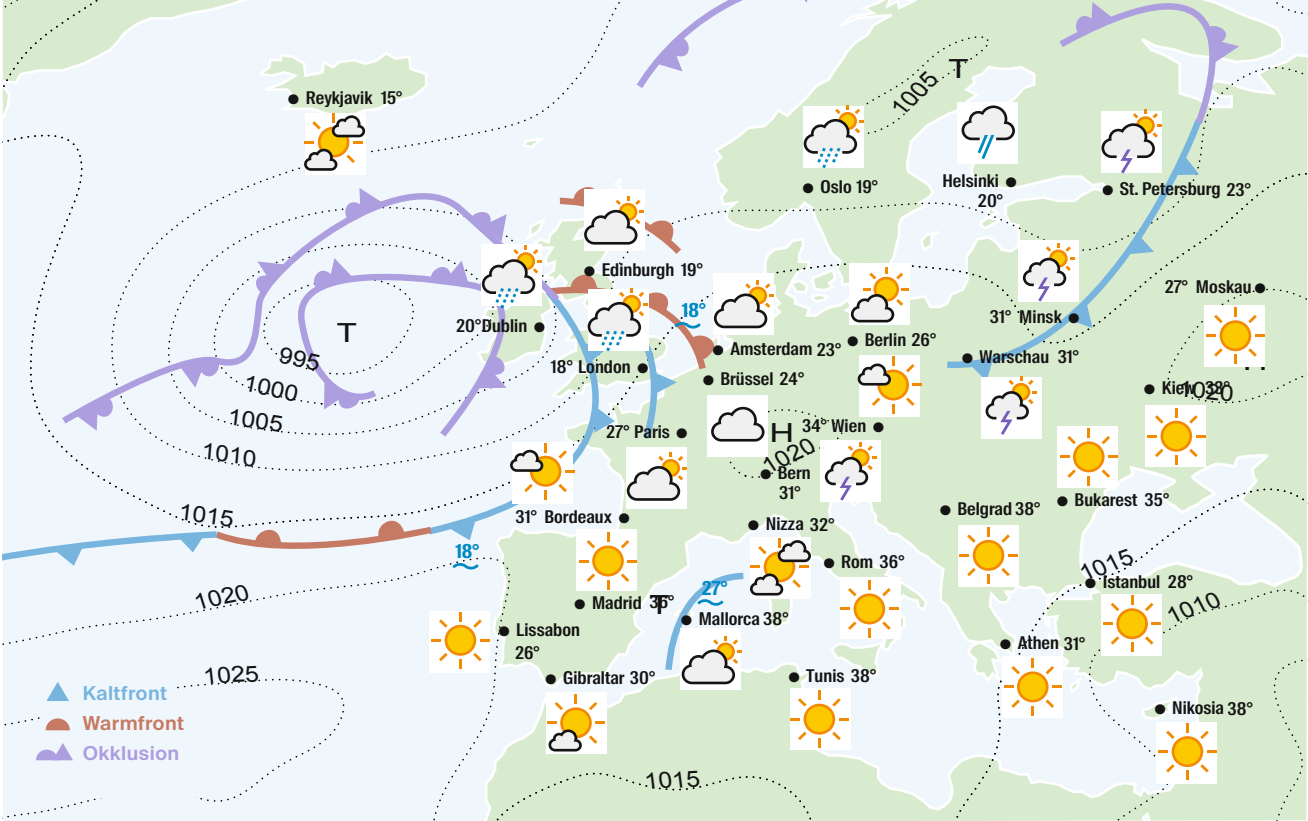 T
1005
Reykjavik 15°
Oslo 19°
Helsinki
20°
St. Petersburg 23°
Edinburgh 19°
27° Moskau
18°
31° Minsk
20° Dublin
T
995
1000
1005
1010
1015
Berlin 26°
Amsterdam 23°
Warschau 31°
18° London
Brüssel 24°
Kiew 33°
1020
27° Paris
H
34° Wien
1020
Bern
31°
Bukarest 35°
Belgrad 38°
31° Bordeaux
Nizza 32°
18°
Rom 36°
1015
Istanbul 28°
27°
1020
Madrid 36°
T
1010
Mallorca 38°
Lissabon
26°
Athen 31°
1025
Gibraltar 30°
Tunis 38°
Nikosia 38°
Kaltfront
Warmfront
Okklusion
1015